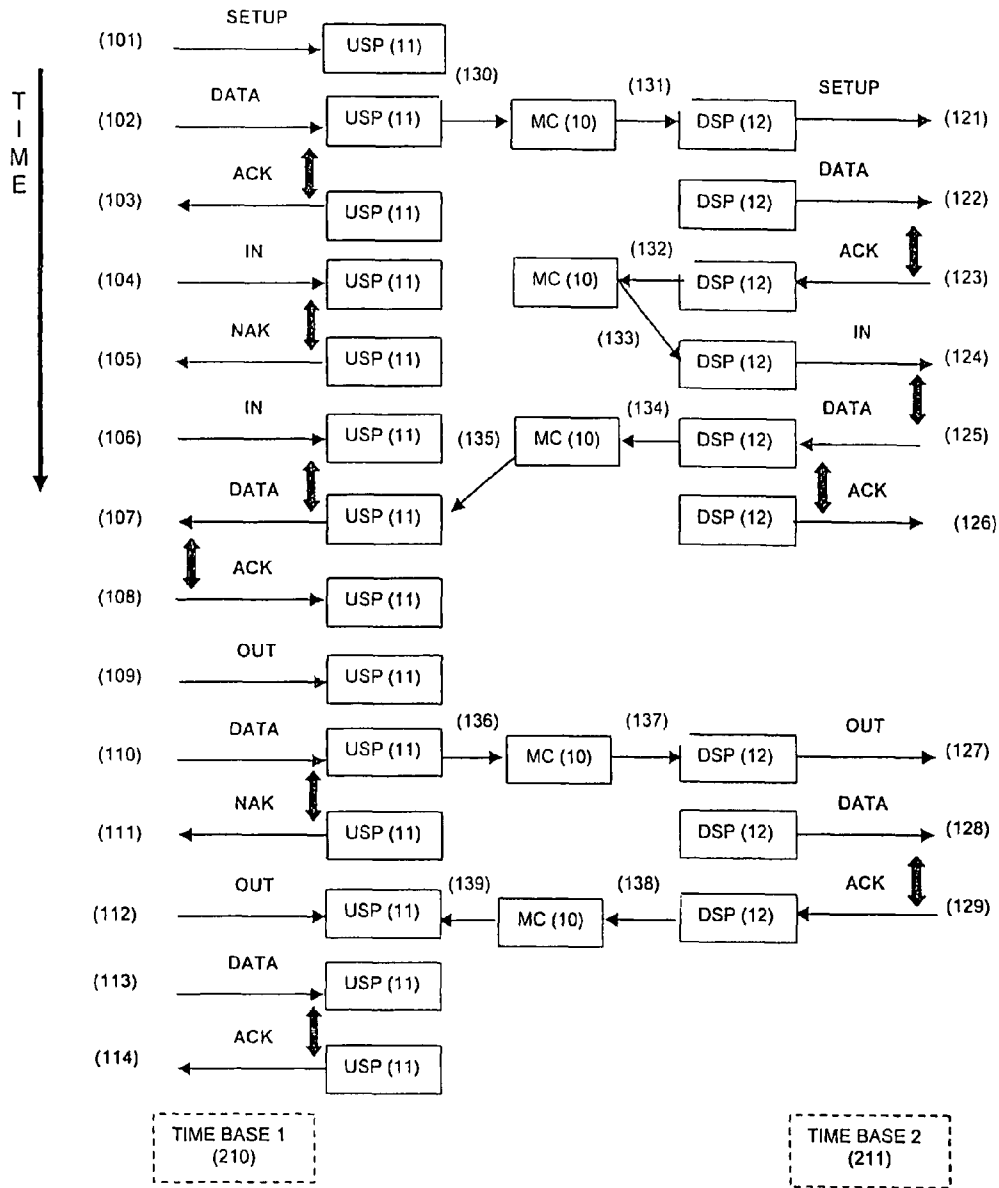 SETUP
(101) USP (11)
(130) (131)
TIME
DATA SETUP
(102) USP (11) MC (10) DSP (12) (121)
ACK DATA
(103) USP (11) DSP (12) (122)
IN (132) ACK
(104) USP (11) MC (10) DSP (12) (123)
NAK (133) IN
(105) USP (11) DSP (12) (124)
IN (135) (134) DATA
(106) USP (11) MC (10) DSP (12) (125)
DATA ACK
(107) USP (11) DSP (12) (126)
ACK
(108) USP (11)
OUT
(109) USP (11)
DATA (136) (137) OUT
(110) USP (11) MC (10) DSP (12) (127)
NAK DATA
(111) USP (11) DSP (12) (128)
OUT (139) (138) ACK
(112) USP (11) MC (10) DSP (12) (129)
DATA
(113) USP (11)
ACK
(114) USP (11)
TIME BASE 1 TIME BASE 2
(210) (211)